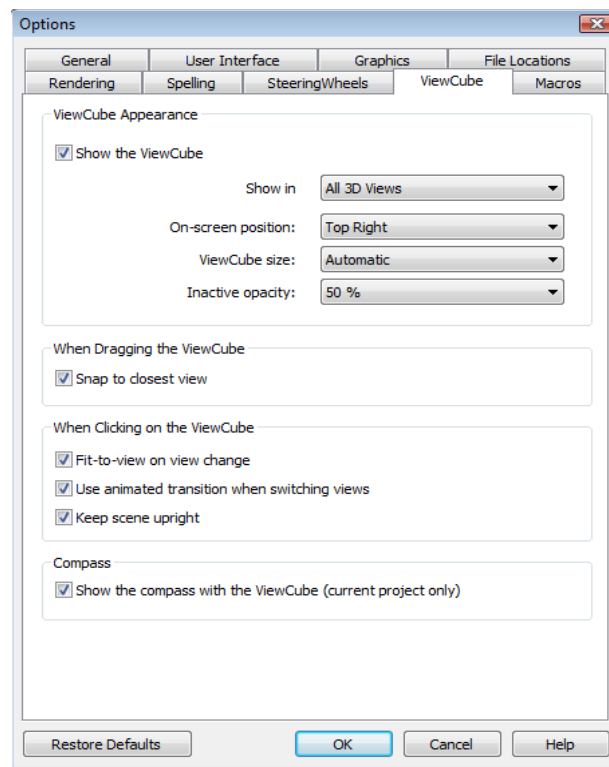 Options
General User Interface Graphics File Locations
Rendering Spelling SteeringWheels ViewCube Macros
ViewCube Appearance
Show the ViewCube
Show in All 3D Views
On-screen position: Top Right
ViewCube size: Automatic
Inactive opacity: 50 %
When Dragging the ViewCube
Snap to closest view
When Clicking on the ViewCube
Fit-to-view on view change
Use animated transition when switching views
Keep scene upright
Compass
Show the compass with the ViewCube (current project only)
Restore Defaults OK Cancel Help